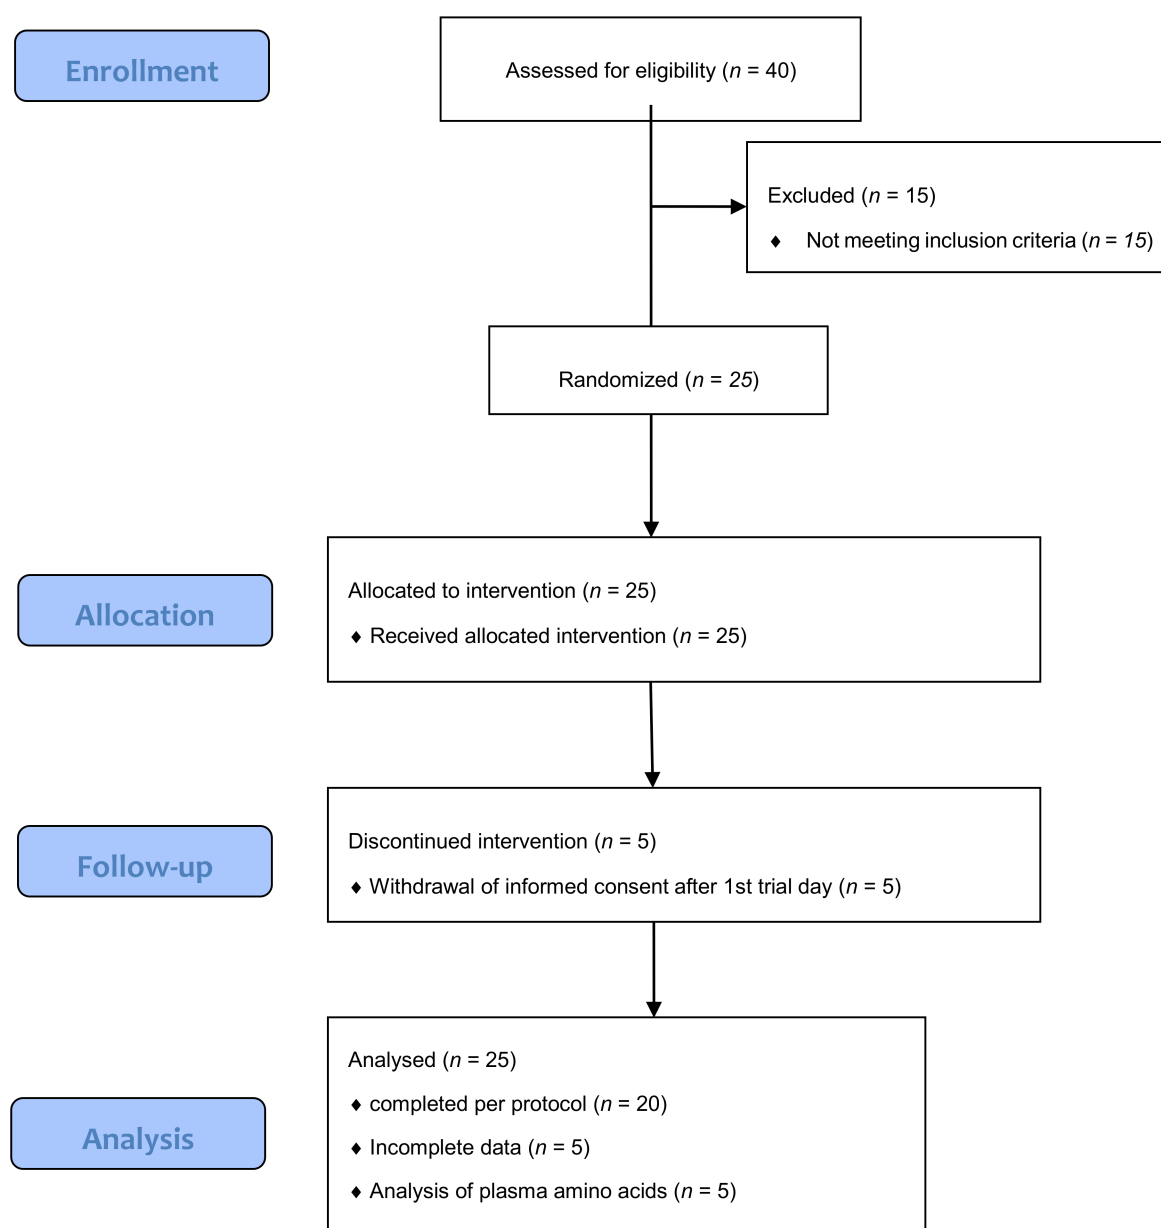 Enrollment
Assessed for eligibility (n = 40)
Excluded (n = 15)
♦ Not meeting inclusion criteria (n = 15)
Randomized (n = 25)
Allocation
Allocated to intervention (n = 25)
♦ Received allocated intervention (n = 25)
Follow-up
Discontinued intervention (n = 5)
♦ Withdrawal of informed consent after 1st trial day (n = 5)
Analysis
Analysed (n = 25)
♦ completed per protocol (n = 20)
♦ Incomplete data (n = 5)
♦ Analysis of plasma amino acids (n = 5)